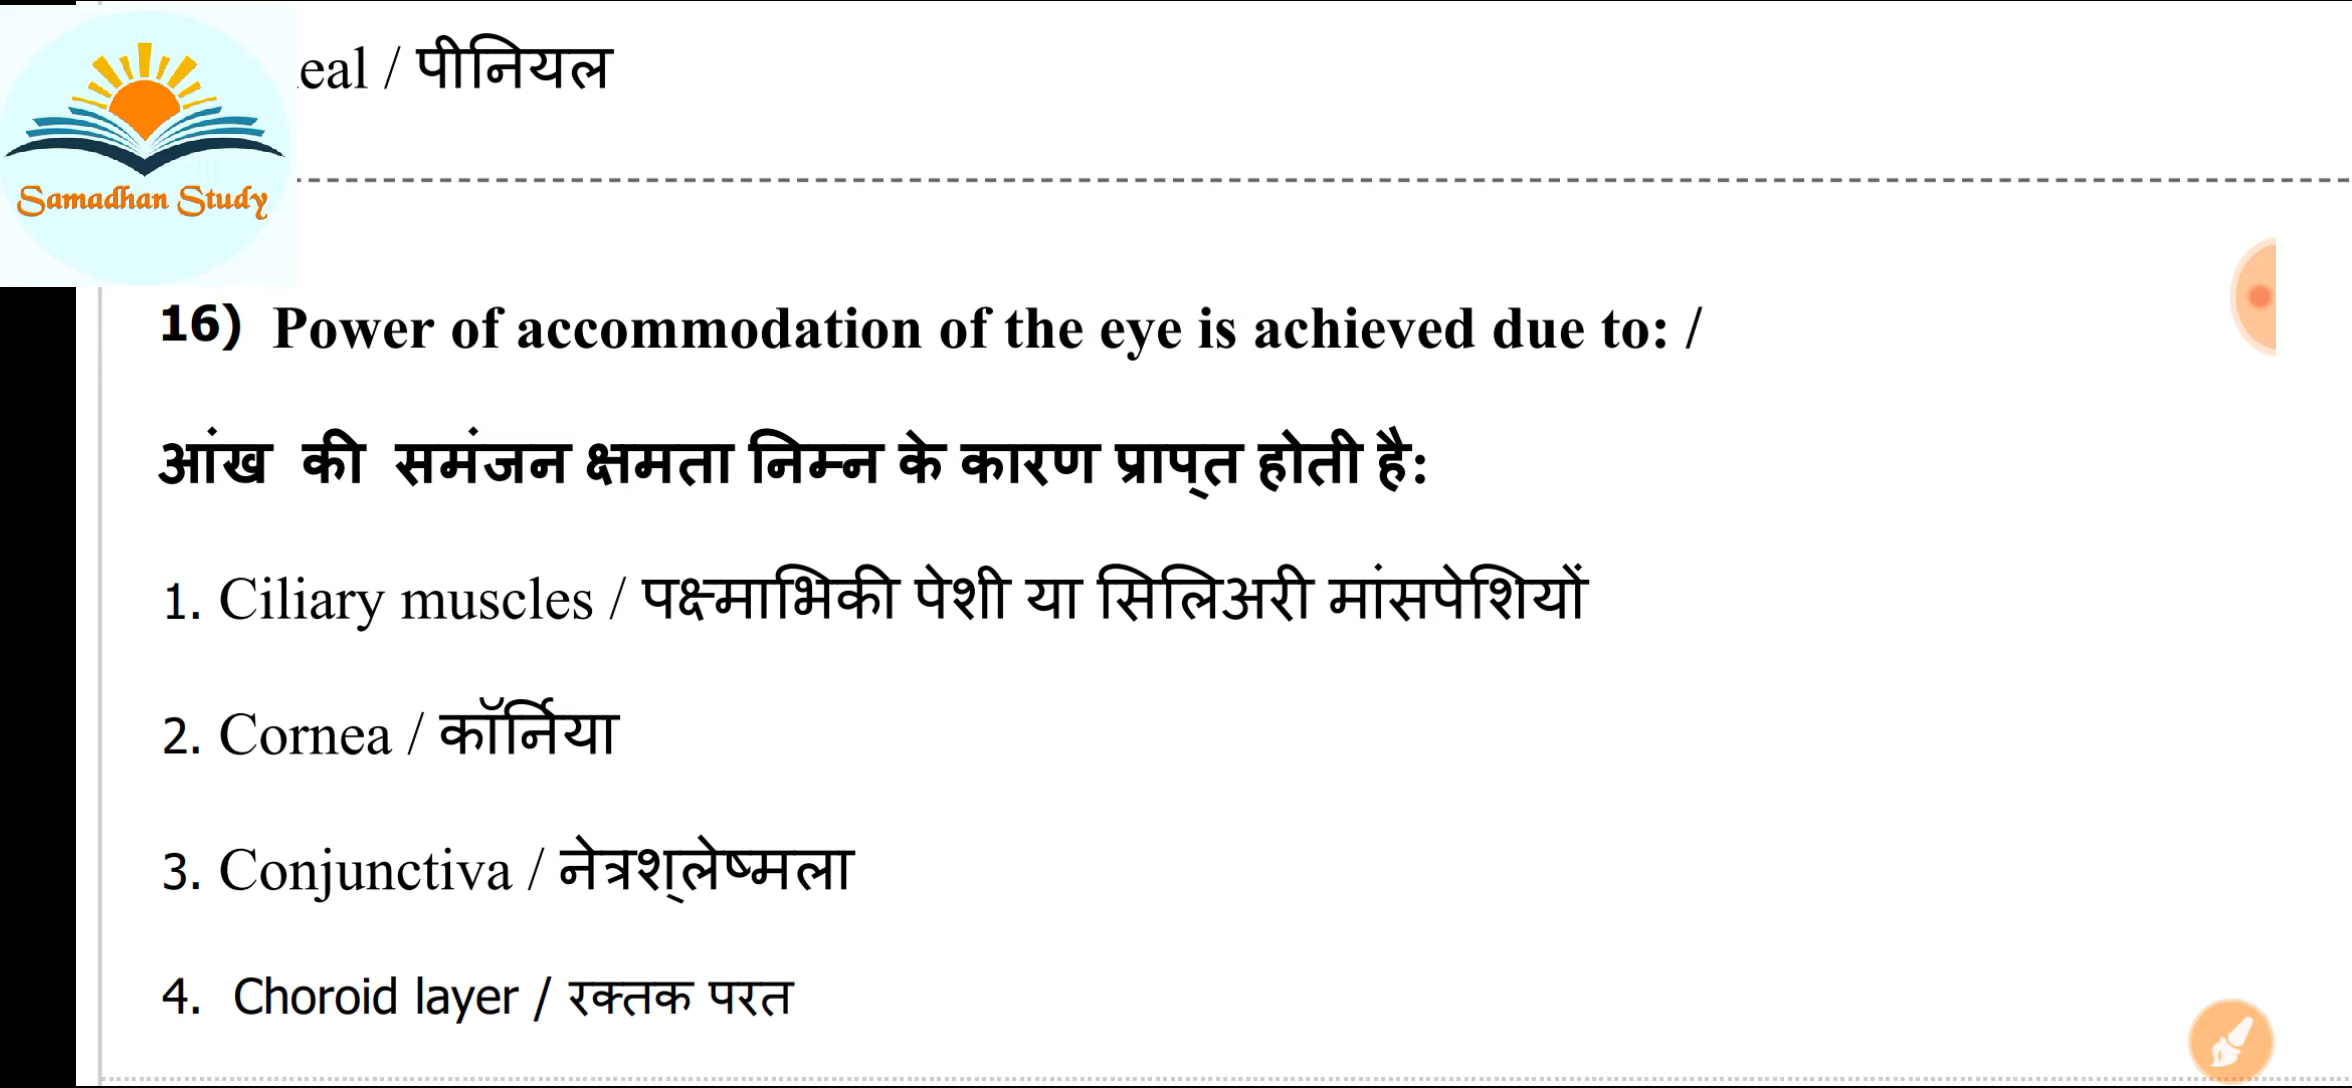 eal / पीनियल
Samadhan Study
16) Power of accommodation of the eye is achieved due to: /
आंख की समंजन क्षमता निम्न के कारण प्राप्त होती है:
1. Ciliary muscles / पक्ष्माभिकी पेशी या सिलिअरी मांसपेशियों
2. Cornea / कॉर्निया
3. Conjunctiva / नेत्रश्लेष्मला
4. Choroid layer / रक्तक परत